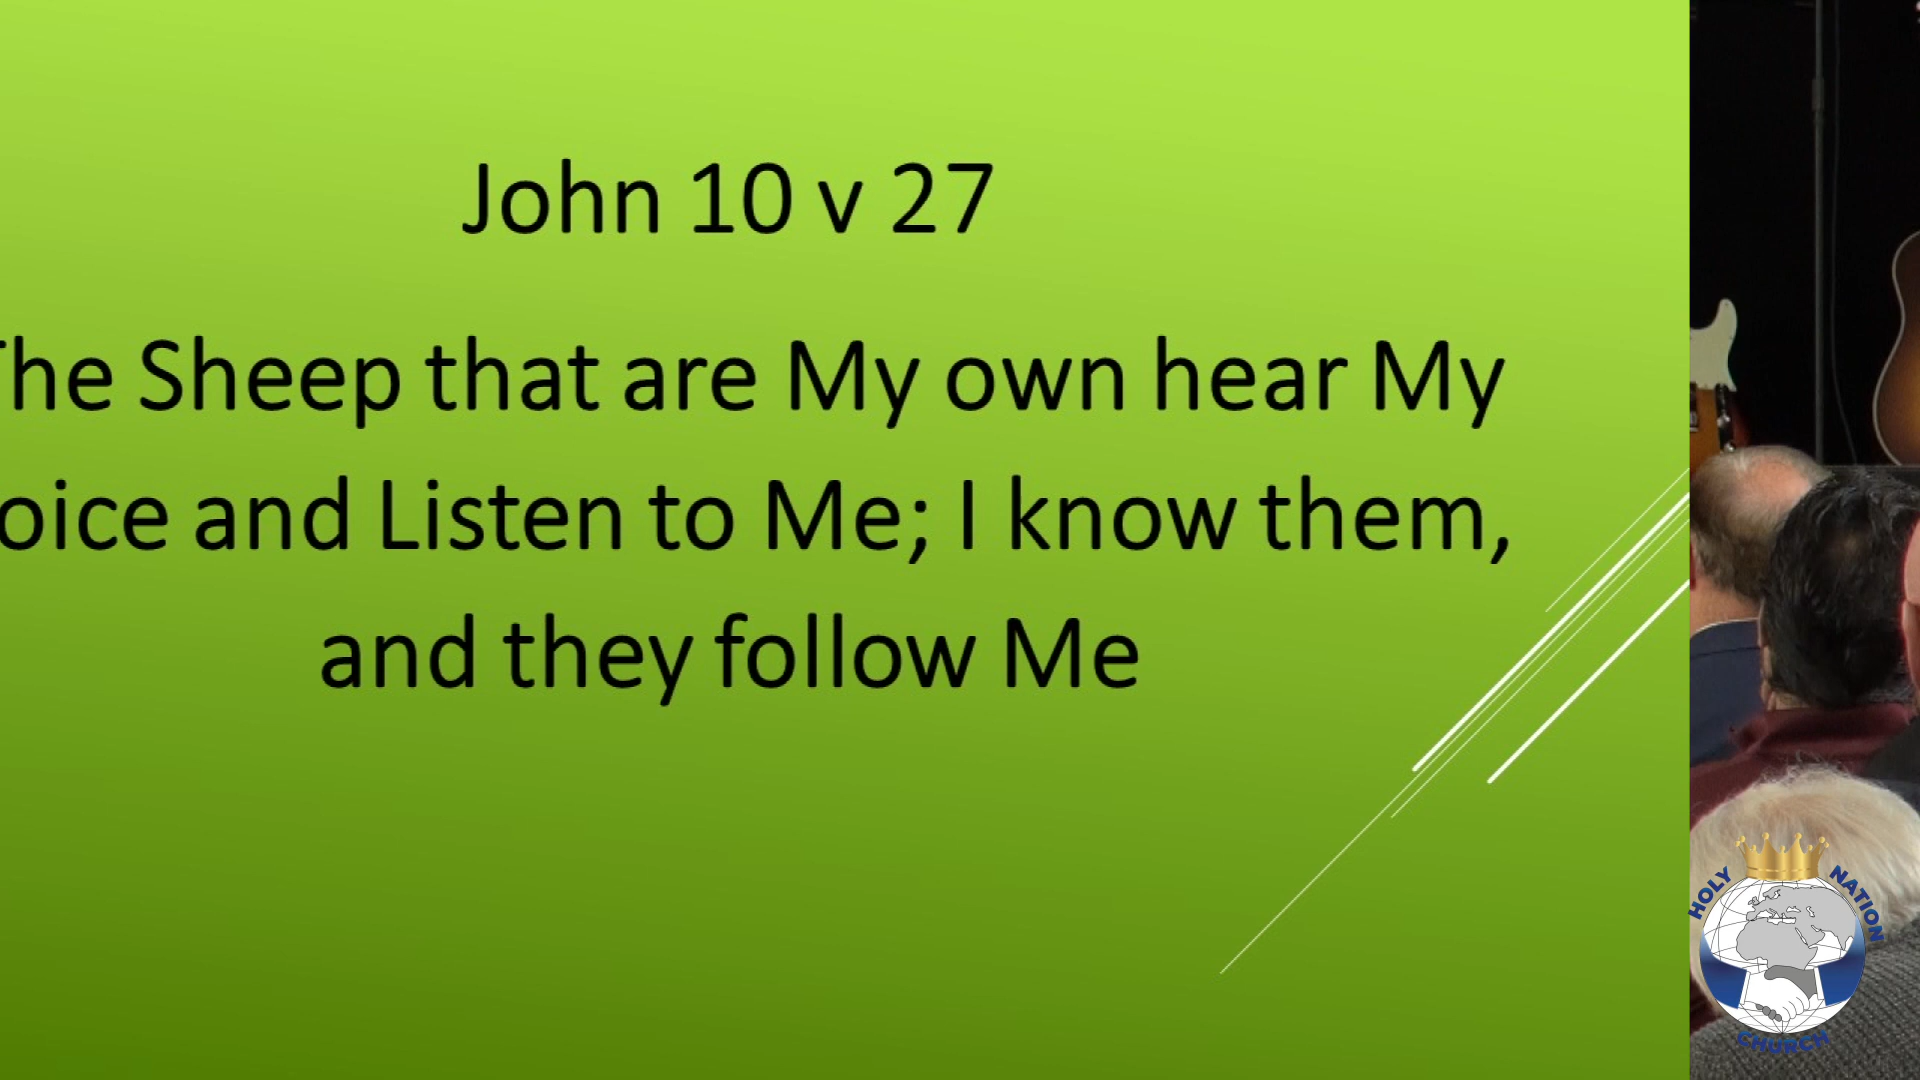 John 10 v 27
The Sheep that are My own hear My
oice and Listen to Me; I know them,
and they follow Me
HOLY NATION
CHURCH